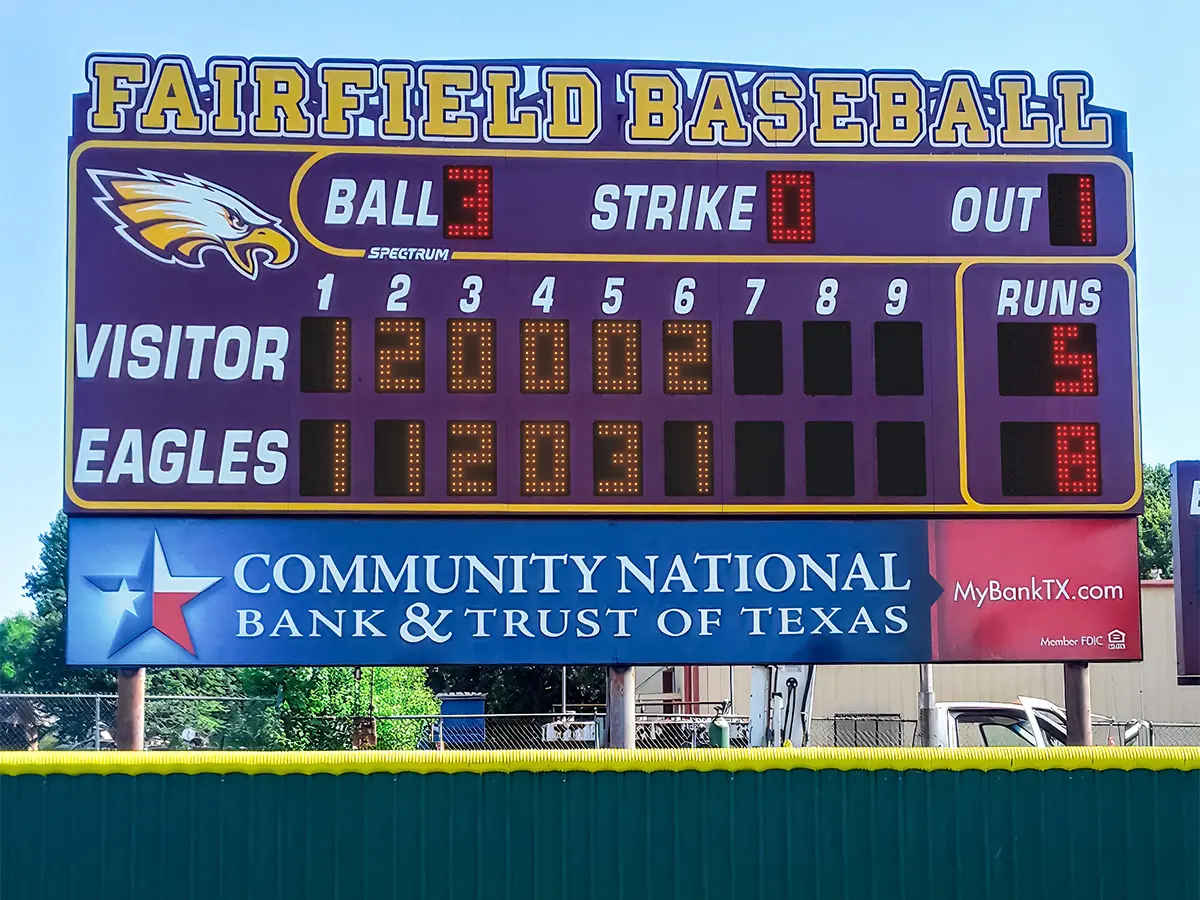 FAIRFIELD BASEBALL
BALL 3 STRIKE 0 OUT 1
SPECTRUM
1 2 3 4 5 6 7 8 9 RUNS
VISITOR 1 2 0 0 0 2 5
EAGLES 1 1 2 0 3 1 8
COMMUNITY NATIONAL
BANK & TRUST OF TEXAS
MyBankTX.com
Member FDIC